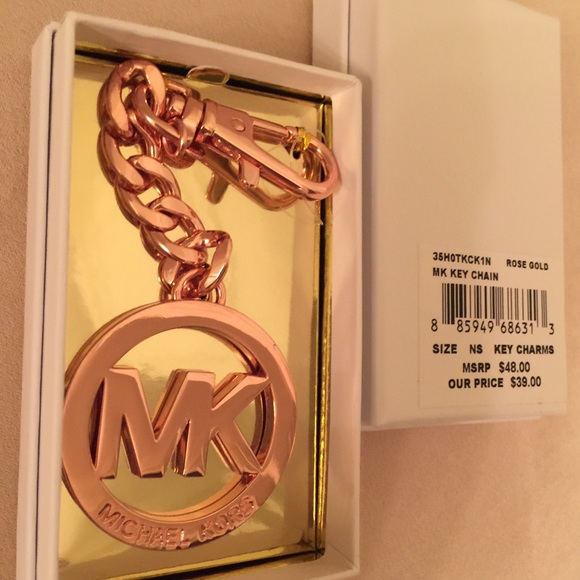 MK
MICHAEL KORS
35H0TKCK1N ROSE GOLD
MK KEY CHAIN
8 85949 68631 3
SIZE NS KEY CHARMS
MSRP $48.00
OUR PRICE $39.00